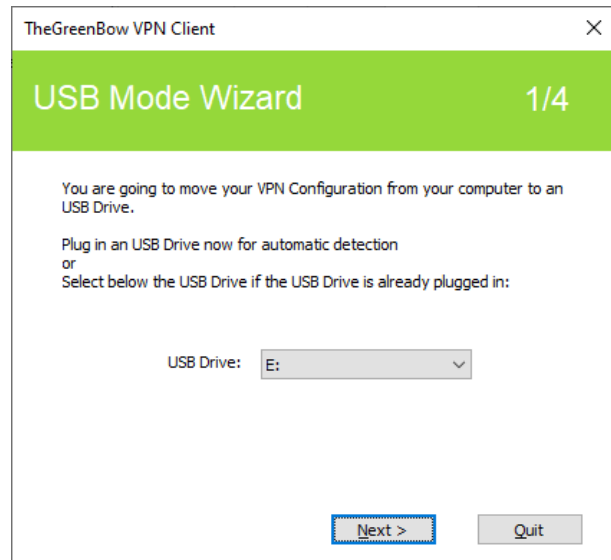 TheGreenBow VPN Client
USB Mode Wizard
1/4
You are going to move your VPN Configuration from your computer to an
USB Drive.
Plug in an USB Drive now for automatic detection
or
Select below the USB Drive if the USB Drive is already plugged in:
USB Drive:
E:
Next >
Quit